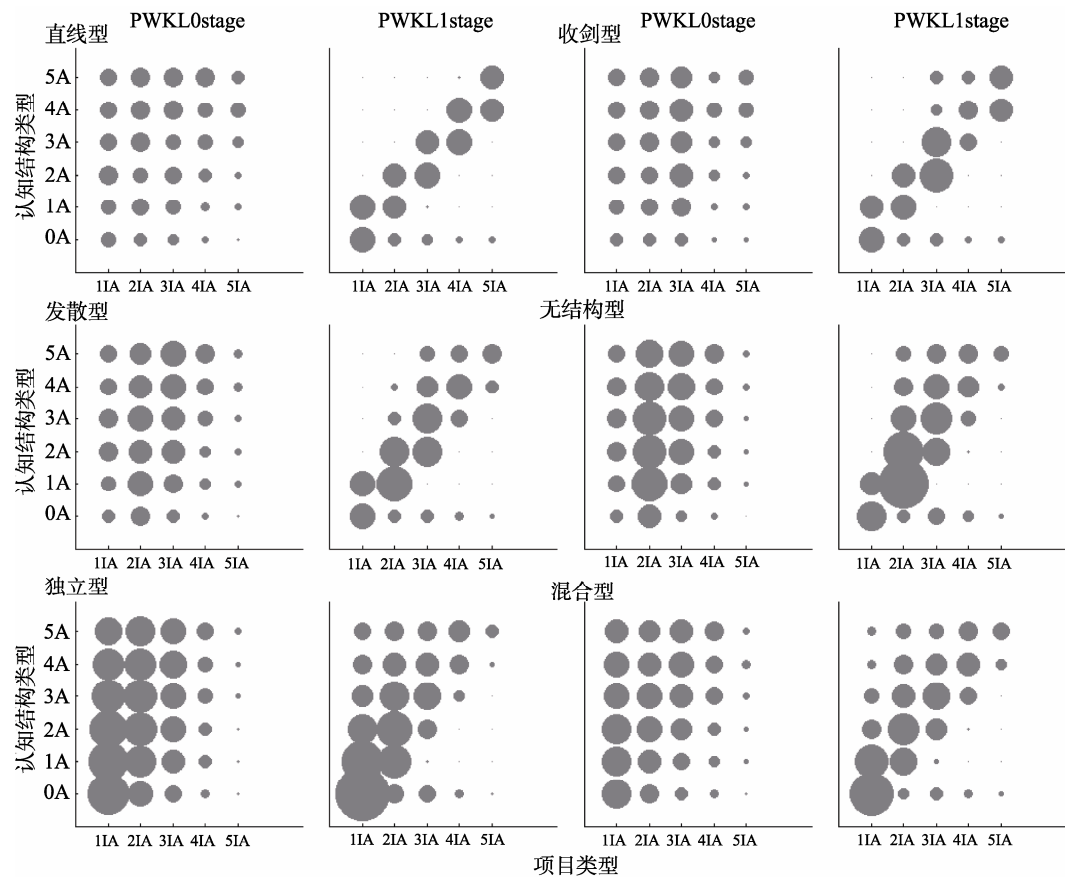 PWKL0stage PWKL1stage PWKL0stage PWKL1stage
直线型 收剑型
认知结构类型
5A
4A
3A
2A
1A
0A
1IA 2IA 3IA 4IA 5IA 1IA 2IA 3IA 4IA 5IA 1IA 2IA 3IA 4IA 5IA 1IA 2IA 3IA 4IA 5IA
发散型 无结构型
认知结构类型
5A
4A
3A
2A
1A
0A
1IA 2IA 3IA 4IA 5IA 1IA 2IA 3IA 4IA 5IA 1IA 2IA 3IA 4IA 5IA 1IA 2IA 3IA 4IA 5IA
独立型 混合型
认知结构类型
5A
4A
3A
2A
1A
0A
1IA 2IA 3IA 4IA 5IA 1IA 2IA 3IA 4IA 5IA 1IA 2IA 3IA 4IA 5IA 1IA 2IA 3IA 4IA 5IA
项目类型